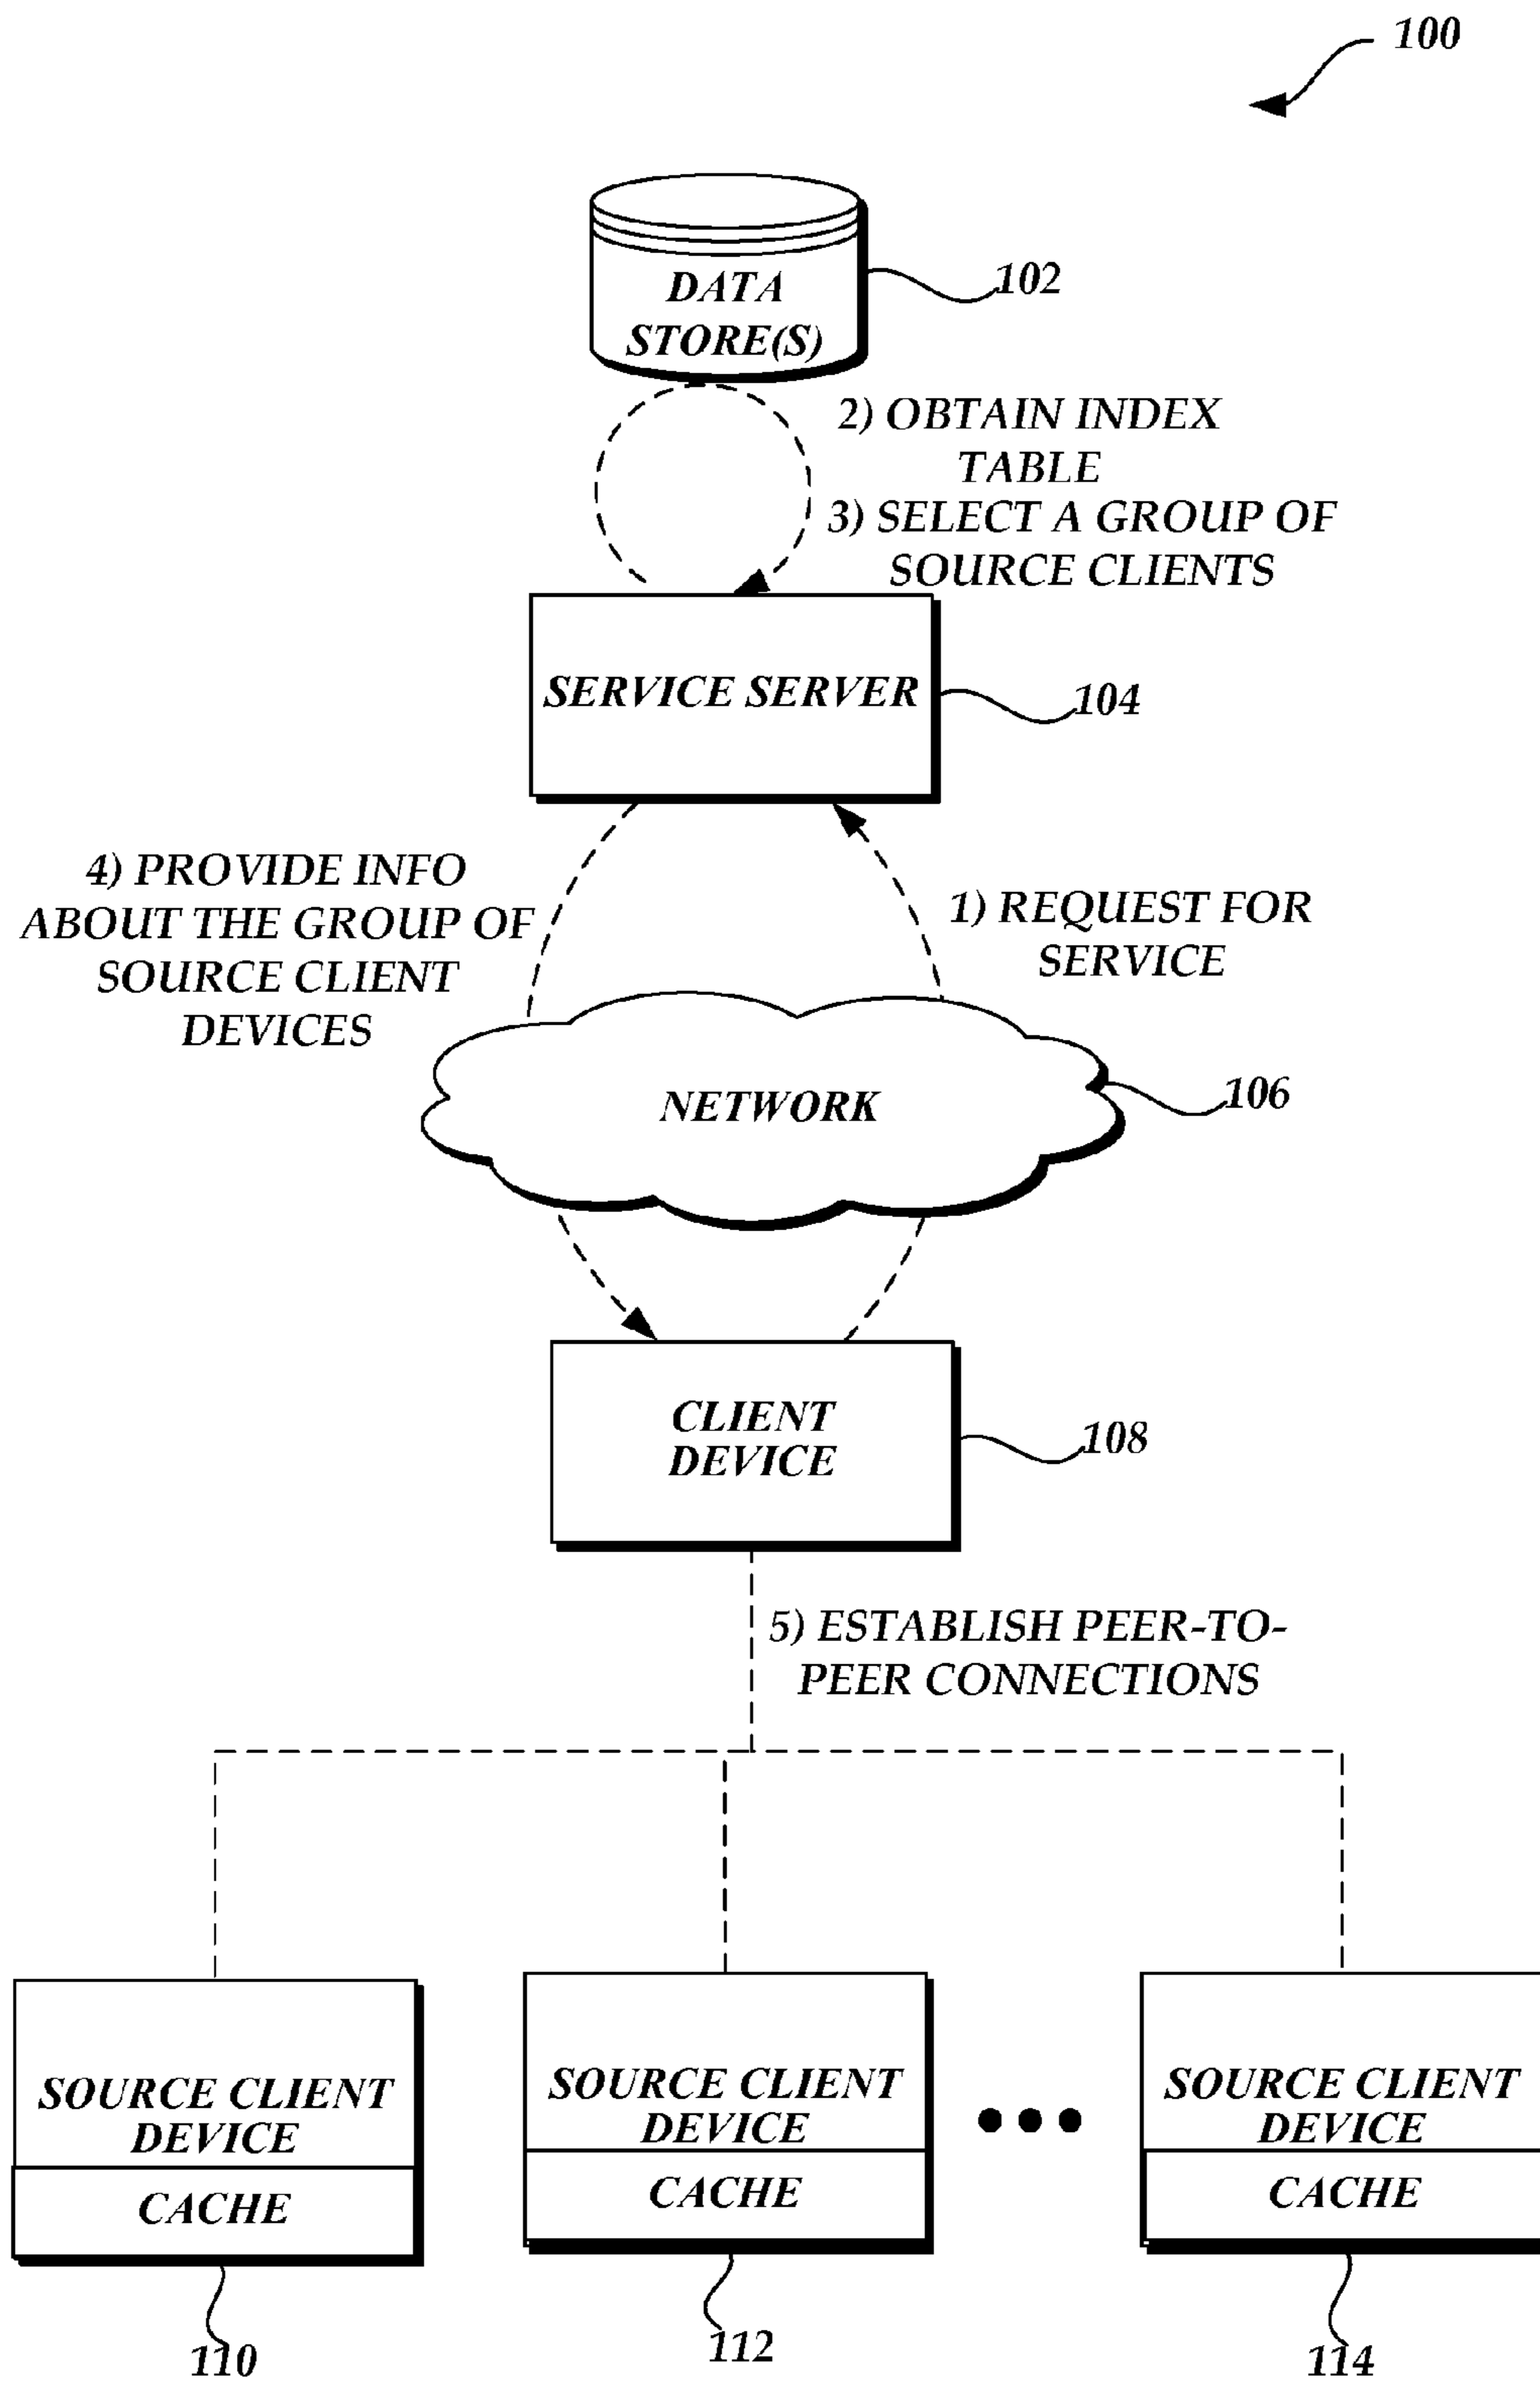 100
DATA
STORE(S)
102
2) OBTAIN INDEX
TABLE
3) SELECT A GROUP OF
SOURCE CLIENTS
SERVICE SERVER
104
4) PROVIDE INFO
ABOUT THE GROUP OF
SOURCE CLIENT
DEVICES
1) REQUEST FOR
SERVICE
NETWORK
106
CLIENT
DEVICE
108
5) ESTABLISH PEER-TO-
PEER CONNECTIONS
SOURCE CLIENT
DEVICE
CACHE
110
SOURCE CLIENT
DEVICE
CACHE
112
SOURCE CLIENT
DEVICE
CACHE
114